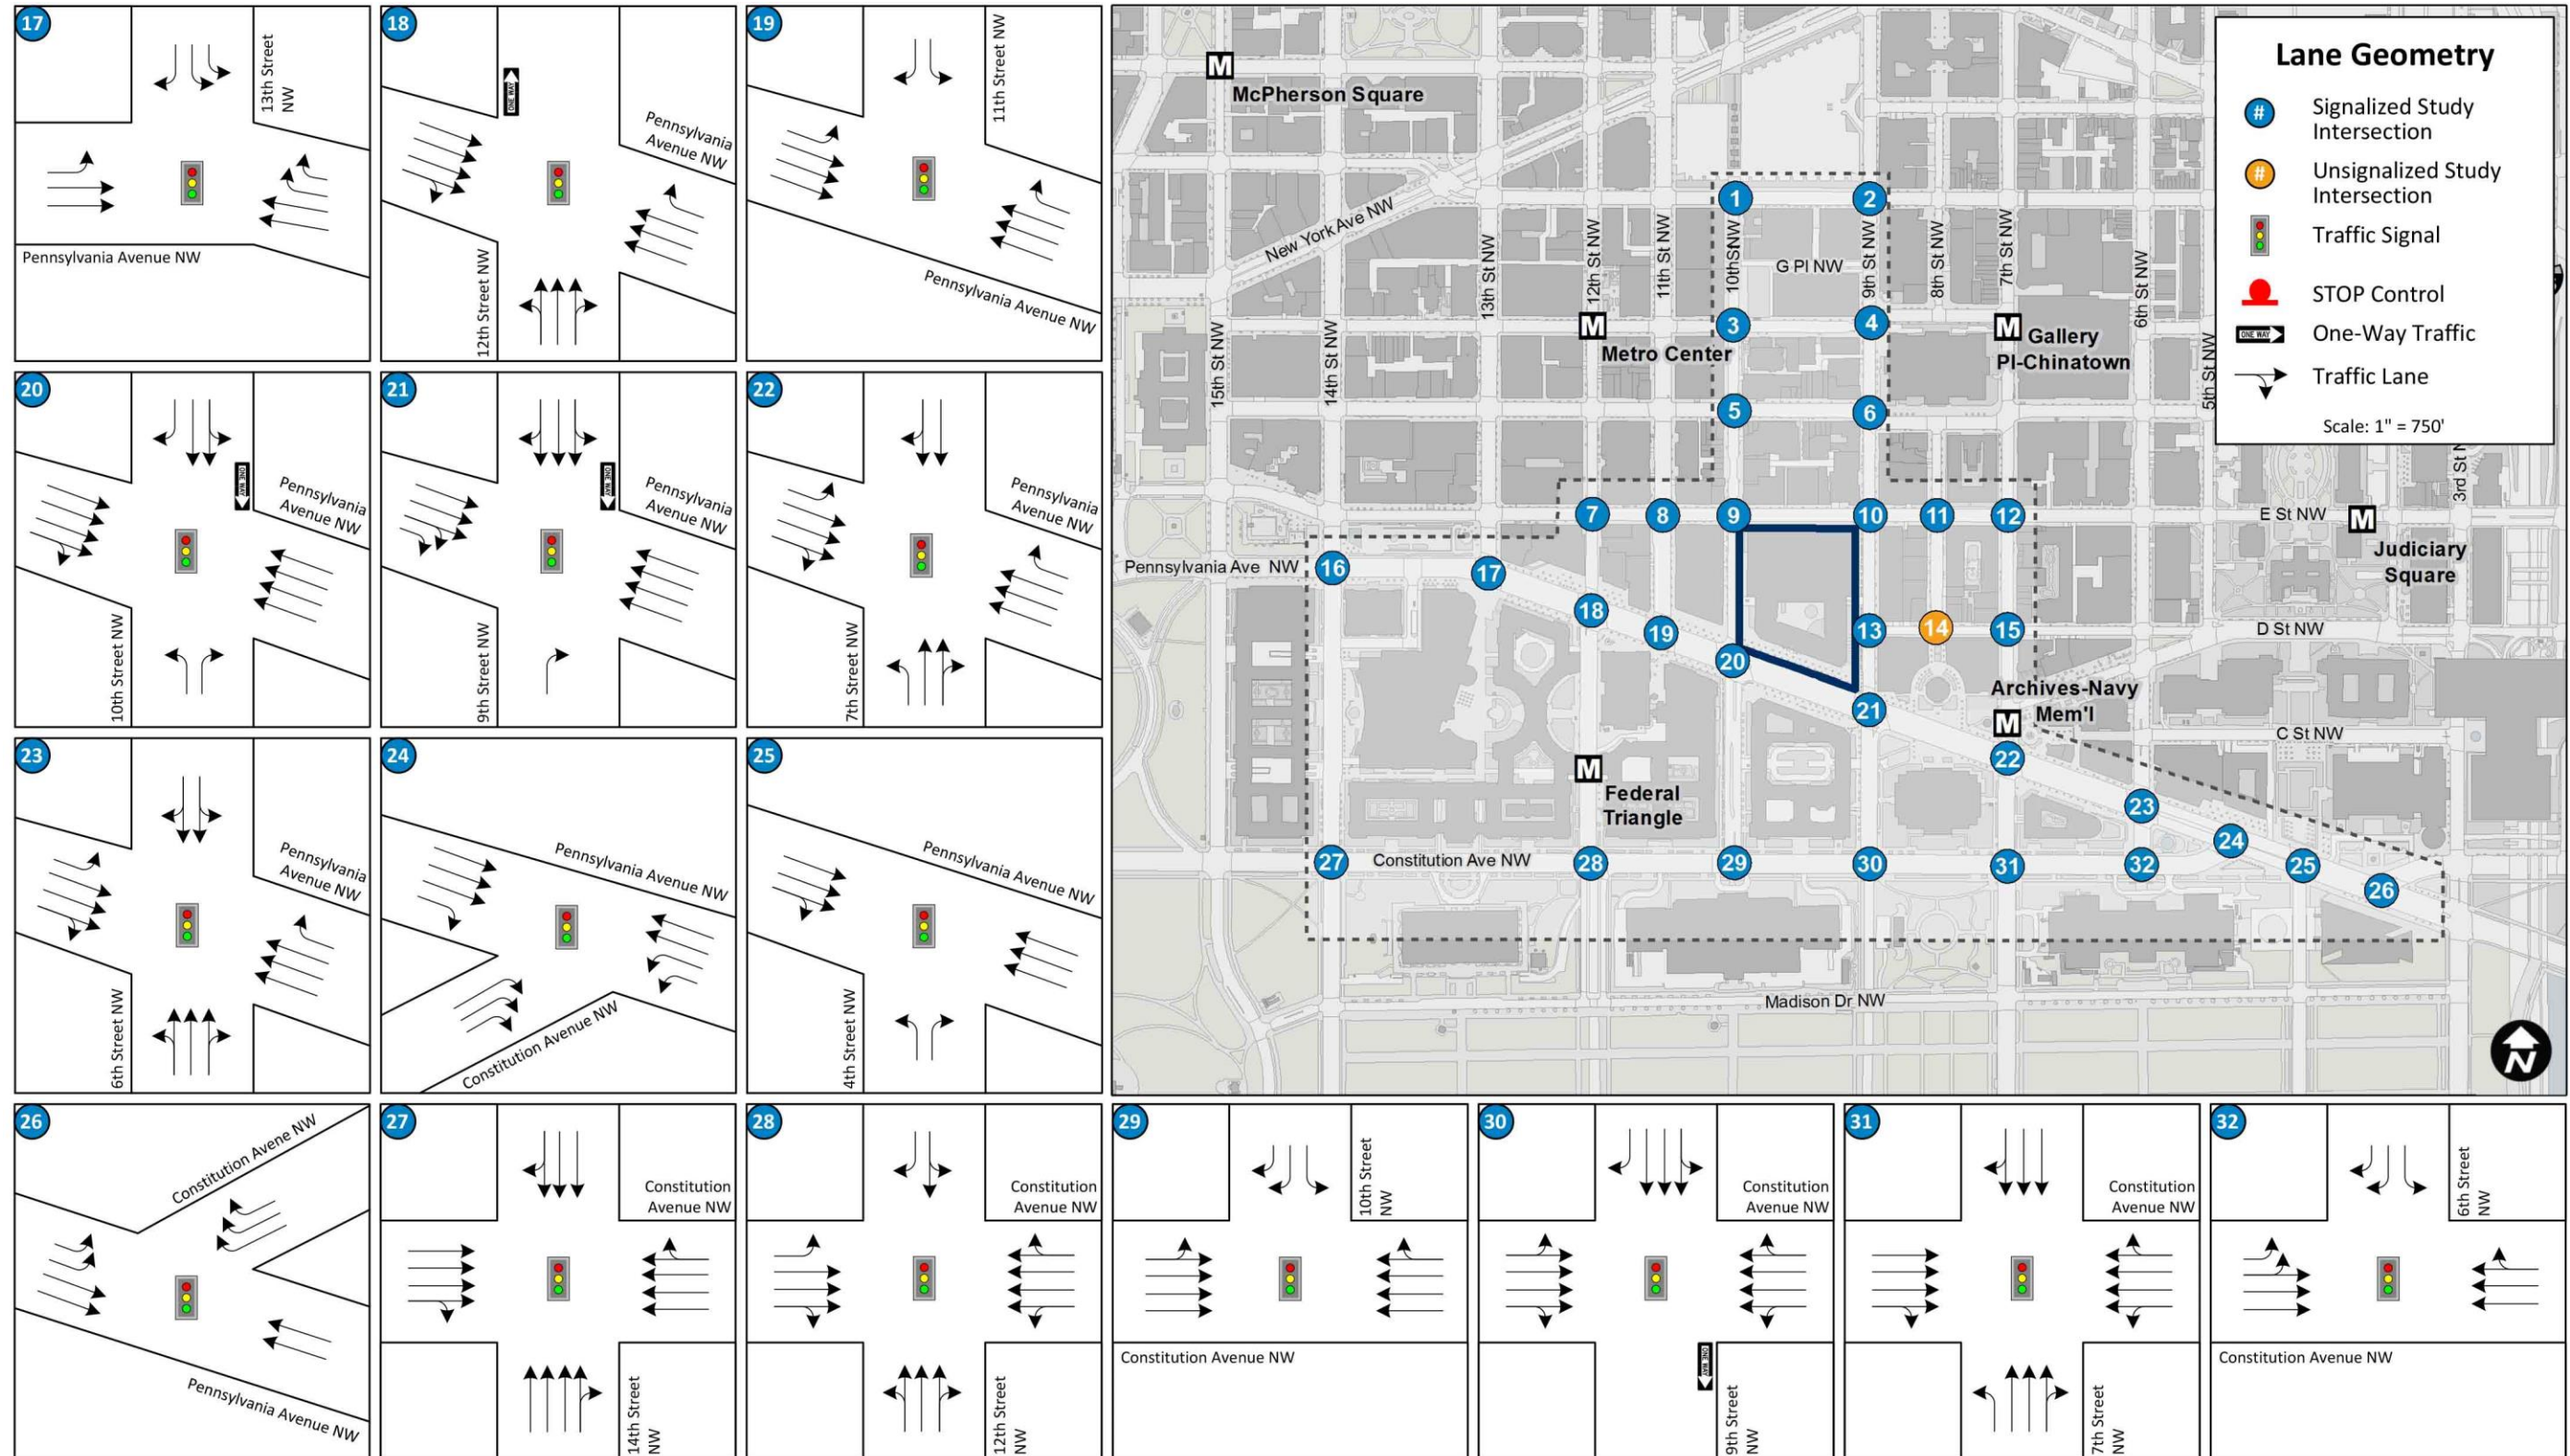 17
13th Street
NW
Pennsylvania Avenue NW
18
ONE WAY
Pennsylvania
Avenue NW
12th Street NW
19
11th Street NW
Pennsylvania Avenue NW
20
ONE WAY
Pennsylvania
Avenue NW
10th Street NW
21
ONE WAY
Pennsylvania
Avenue NW
9th Street NW
22
Pennsylvania
Avenue NW
7th Street NW
23
Pennsylvania
Avenue NW
6th Street NW
24
Pennsylvania Avenue NW
Constitution Avenue NW
25
Pennsylvania Avenue NW
4th Street NW
M
McPherson Square
New York Ave NW
15th St NW
14th St NW
13th St NW
12th St NW
11th St NW
10thSNW
9th St NW
8th St NW
7th St NW
6th St NW
5th St NW
3rd St N
1
2
G Pl NW
3
4
M
Metro Center
M
Gallery
Pl-Chinatown
5
6
7
8
9
10
11
12
E St NW
M
Judiciary
Square
Pennsylvania Ave NW
16
17
18
19
20
13
14
15
D St NW
Archives-Navy
Mem'l
M
21
22
C St NW
M
Federal
Triangle
23
24
25
26
27
Constitution Ave NW
28
29
30
31
32
Madison Dr NW
N
Lane Geometry
#
Signalized Study
Intersection
#
Unsignalized Study
Intersection
Traffic Signal
STOP Control
ONE WAY
One-Way Traffic
Traffic Lane
Scale: 1" = 750'
26
Constitution Avene NW
Pennsylvania Avenue NW
27
Constitution
Avenue NW
14th Street
NW
28
Constitution
Avenue NW
12th Street
NW
29
10th Street
NW
Constitution Avenue NW
30
Constitution
Avenue NW
ONE WAY
9th Street
NW
31
Constitution
Avenue NW
7th Street
NW
32
6th Street
NW
Constitution Avenue NW